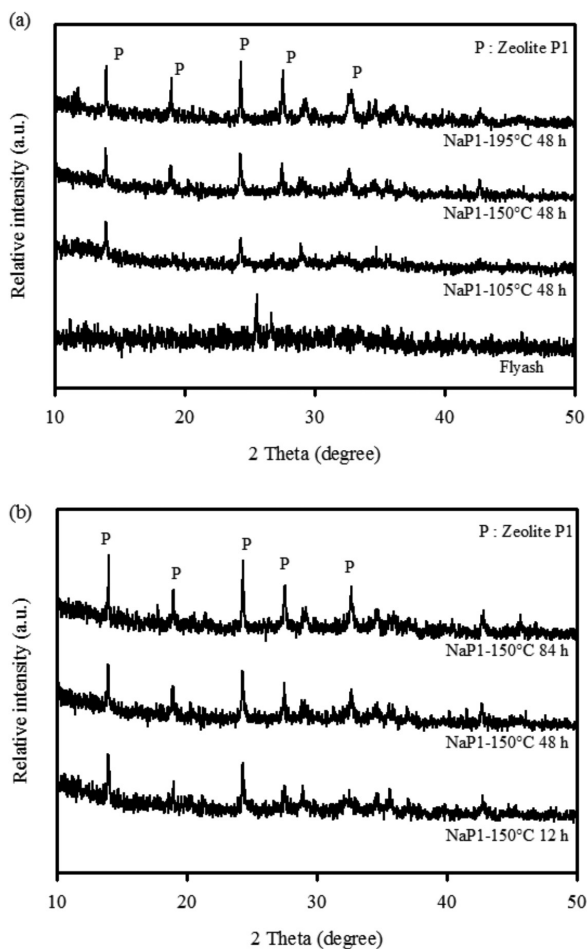 (a)
P
P
P
P
P
P : Zeolite P1
NaP1-195°C 48 h
NaP1-150°C 48 h
NaP1-105°C 48 h
Flyash
Relative intensity (a.u.)
10 20 30 40 50
2 Theta (degree)
(b)
P
P
P
P
P
P : Zeolite P1
NaP1-150°C 84 h
NaP1-150°C 48 h
NaP1-150°C 12 h
Relative intensity (a.u.)
10 20 30 40 50
2 Theta (degree)